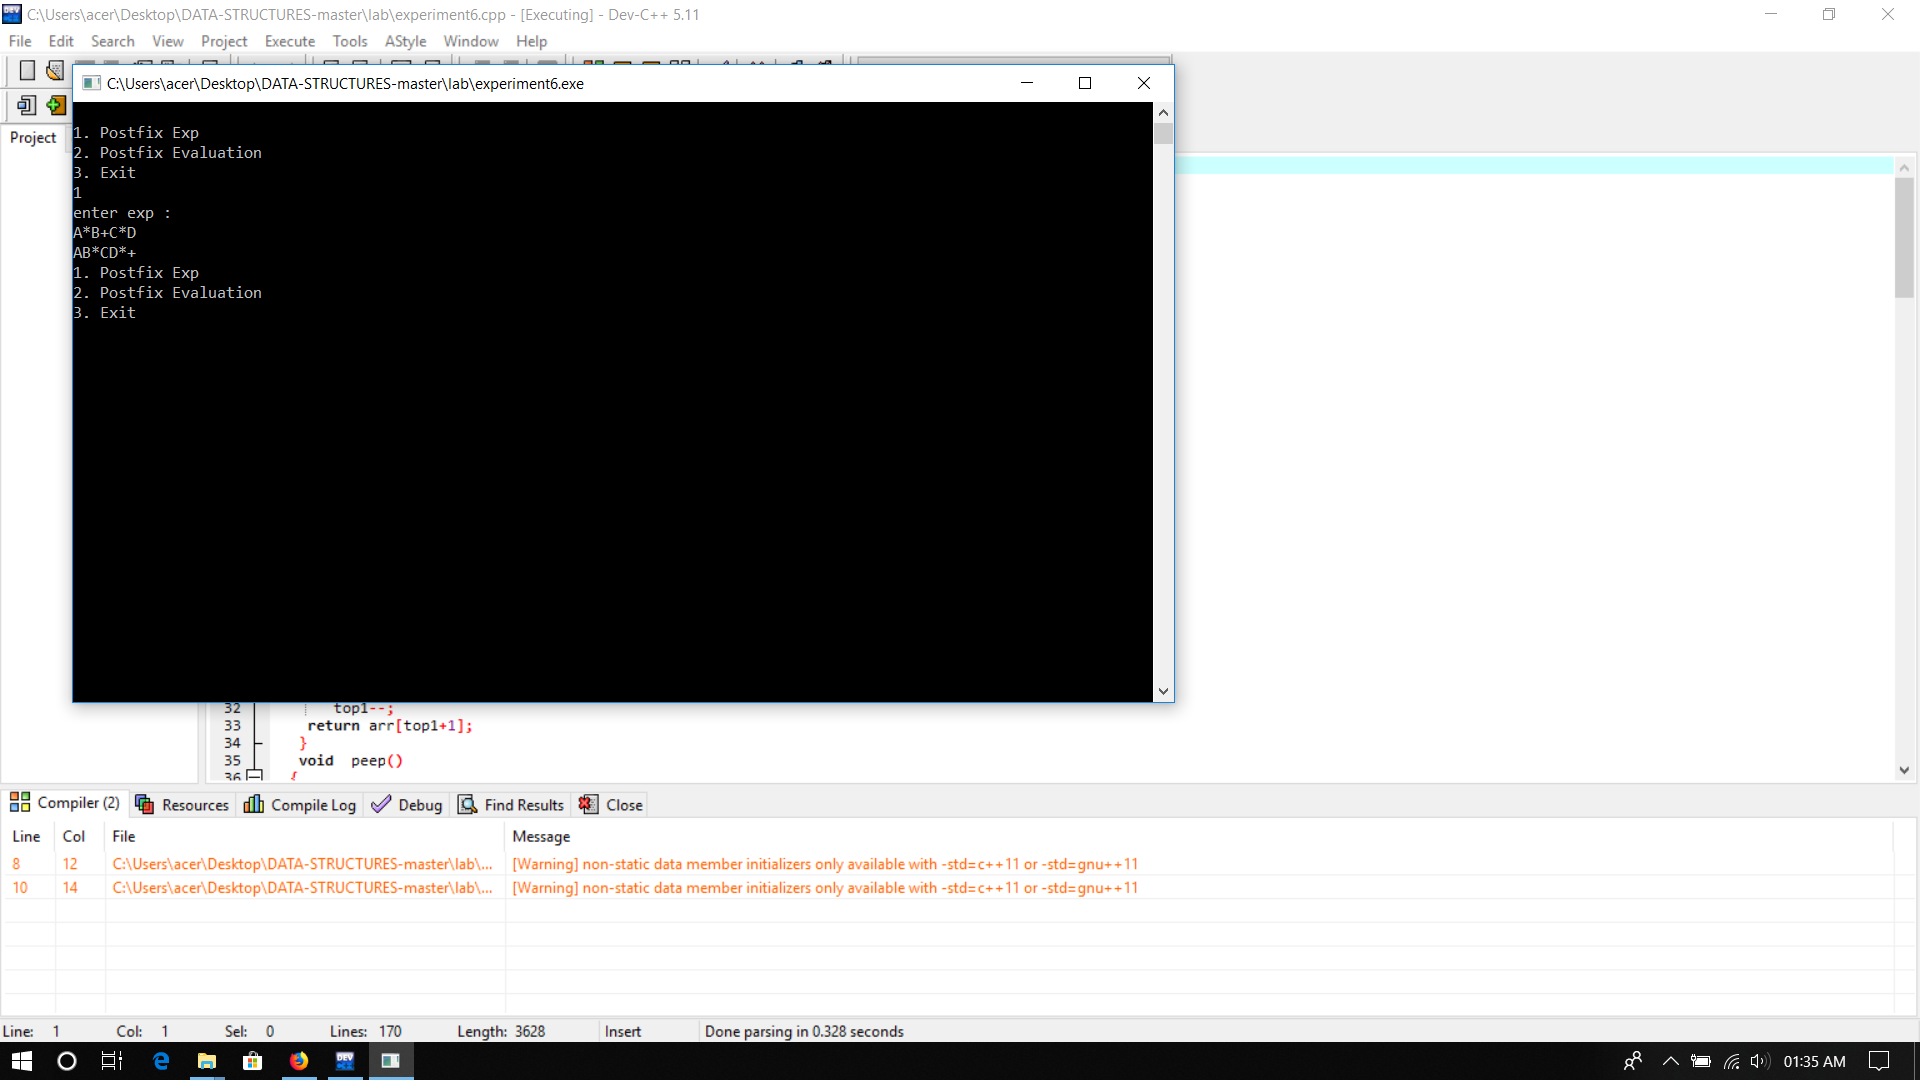 C:\Users\acer\Desktop\DATA-STRUCTURES-master\lab\experiment6.cpp - [Executing] - Dev-C++ 5.11
File Edit Search View Project Execute Tools AStyle Window Help
C:\Users\acer\Desktop\DATA-STRUCTURES-master\lab\experiment6.exe
Project
1. Postfix Exp
2. Postfix Evaluation
3. Exit
1
enter exp :
A*B+C*D
AB*CD*+
1. Postfix Exp
2. Postfix Evaluation
3. Exit
32 top1--;
33 return arr[top1+1];
34 }
35 void peep()
36 {
Compiler (2) Resources Compile Log Debug Find Results Close
Line Col File Message
8 12 C:\Users\acer\Desktop\DATA-STRUCTURES-master\lab\... [Warning] non-static data member initializers only available with -std=c++11 or -std=gnu++11
10 14 C:\Users\acer\Desktop\DATA-STRUCTURES-master\lab\... [Warning] non-static data member initializers only available with -std=c++11 or -std=gnu++11
Line: 1 Col: 1 Sel: 0 Lines: 170 Length: 3628 Insert Done parsing in 0.328 seconds
DEV
01:35 AM